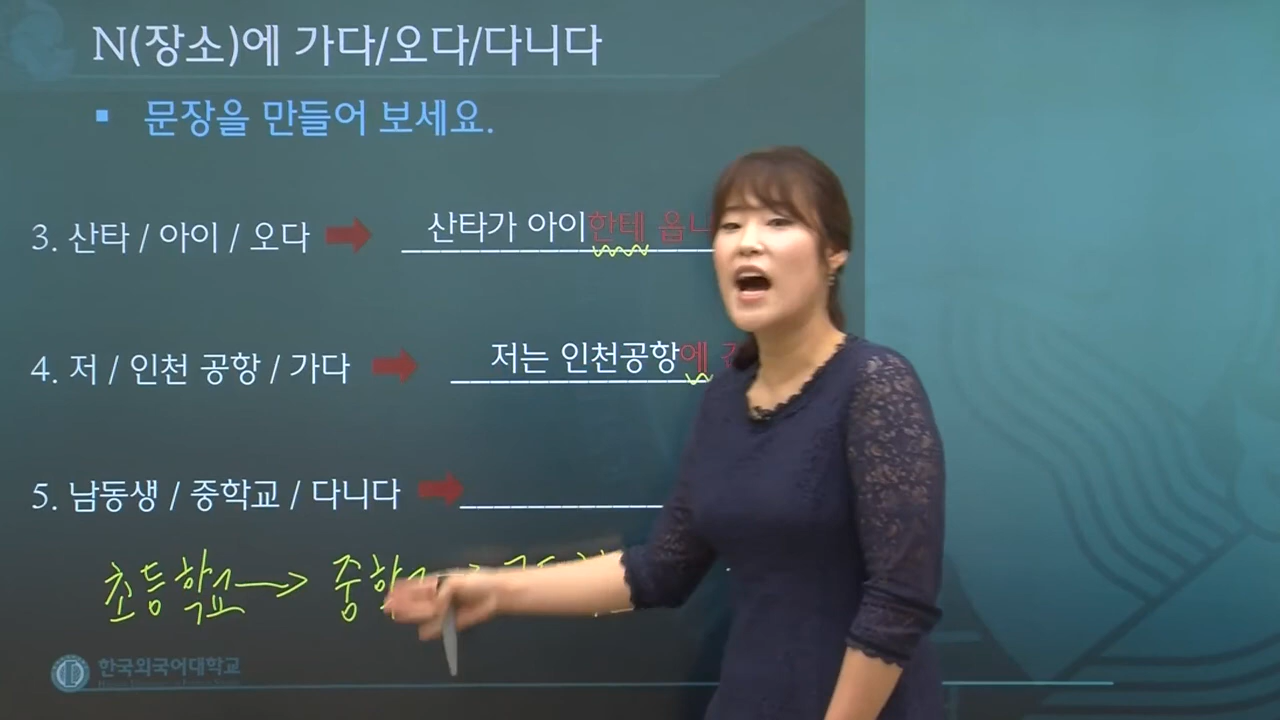 N(장소)에 가다/오다/다니다
▪ 문장을 만들어 보세요.
3. 산타 / 아이 / 오다 ➡ 산타가 아이한테
4. 저 / 인천 공항 / 가다 ➡ 저는 인천공항에
5. 남동생 / 중학교 / 다니다 ➡
초등학교 → 중학
한국외국어대학교